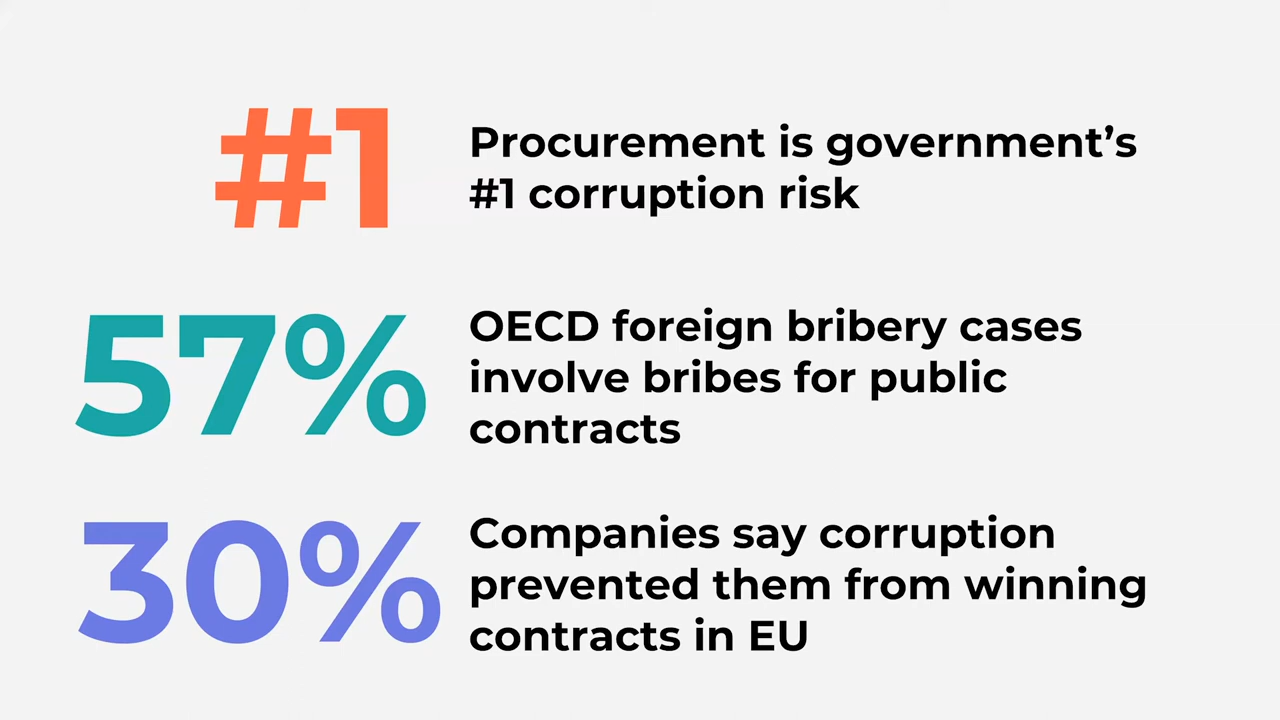 #1
Procurement is government’s
#1 corruption risk
57%
OECD foreign bribery cases
involve bribes for public
contracts
30%
Companies say corruption
prevented them from winning
contracts in EU